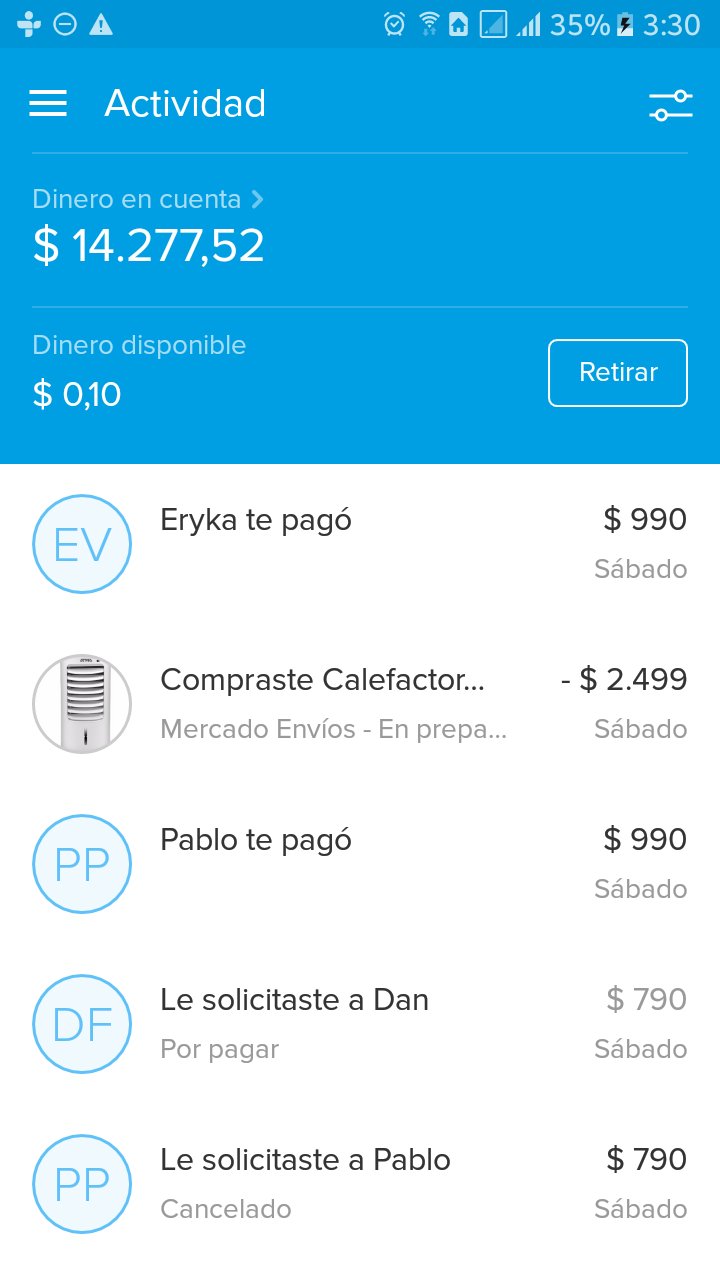 35% 3:30
Actividad
Dinero en cuenta >
$ 14.277,52
Dinero disponible
$ 0,10
Retirar
EV
Eryka te pagó
$ 990
Sábado
Compraste Calefactor...
- $ 2.499
Mercado Envíos - En prepa...
Sábado
PP
Pablo te pagó
$ 990
Sábado
DF
Le solicitaste a Dan
$ 790
Por pagar
Sábado
PP
Le solicitaste a Pablo
$ 790
Cancelado
Sábado